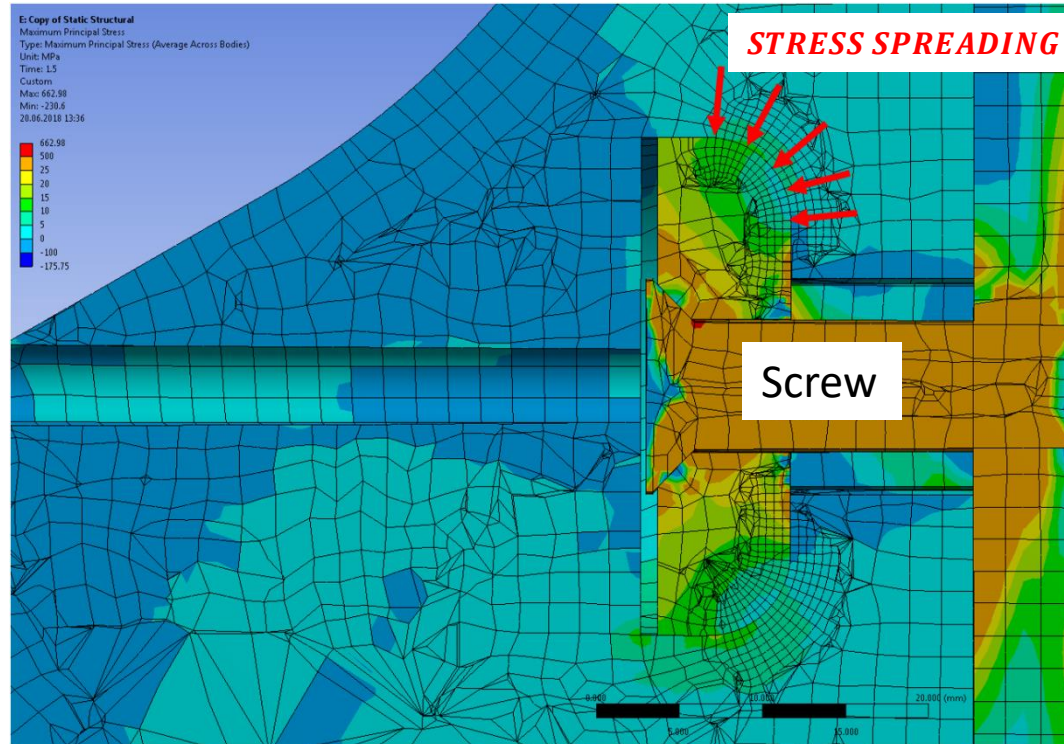 E: Copy of Static Structural
Maximum Principal Stress
Type: Maximum Principal Stress (Average Across Bodies)
Unit: MPa
Time: 1.5
Custom
Max: 662.98
Min: -230.6
20.06.2018 13:36
662.98
500
25
20
15
10
5
0
-100
-175.75
STRESS SPREADING
Screw
0.000
10.000
20.000 (mm)
5.000
15.000